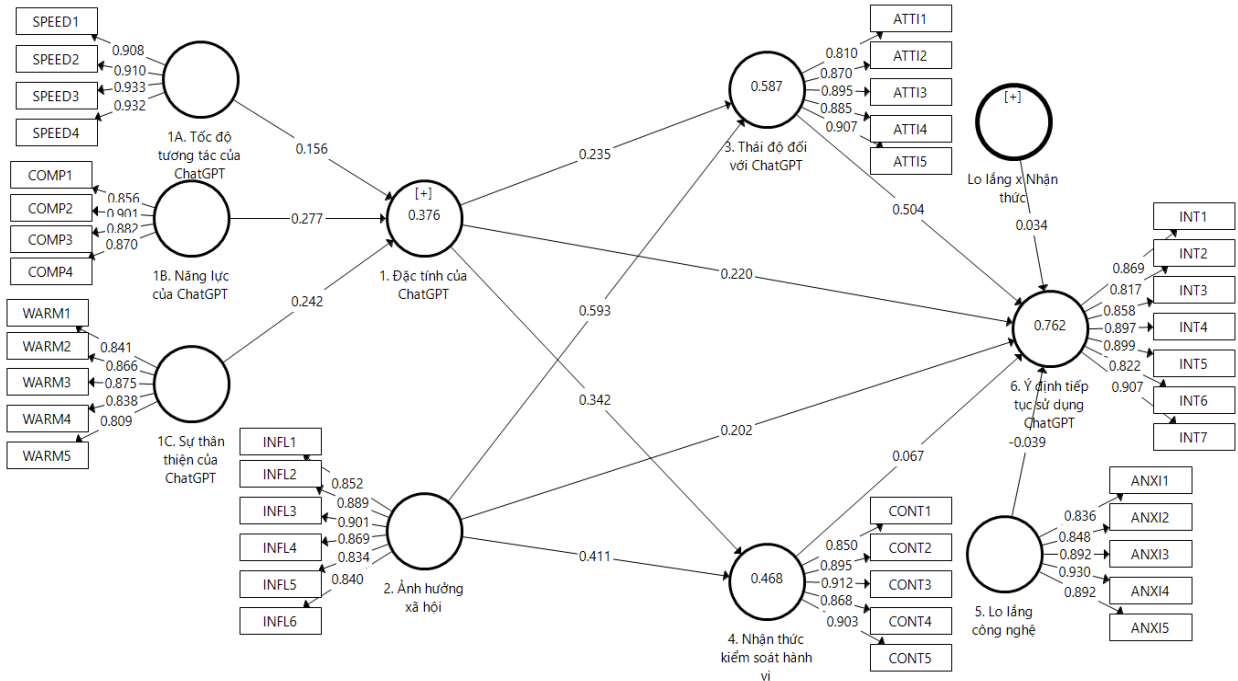 SPEED1
SPEED2
SPEED3
SPEED4
0.908
0.910
0.933
0.932
1A. Tốc độ
tương tác của
ChatGPT
0.156
COMP1
COMP2
COMP3
COMP4
0.856
0.901
0.882
0.870
1B. Năng lực
của ChatGPT
0.277
WARM1
WARM2
WARM3
WARM4
WARM5
0.841
0.866
0.875
0.838
0.809
1C. Sự thân
thiện của
ChatGPT
0.242
[+]
0.376
1. Đặc tính của
ChatGPT
0.235
0.220
0.342
INFL1
INFL2
INFL3
INFL4
INFL5
INFL6
0.852
0.889
0.901
0.869
0.834
0.840
2. Ảnh hưởng
xã hội
0.593
0.202
0.411
ATTI1
ATTI2
ATTI3
ATTI4
ATTI5
0.810
0.870
0.895
0.885
0.907
0.587
3. Thái độ đối
với ChatGPT
0.504
[+]
Lo lắng x Nhận
thức
0.034
CONT1
CONT2
CONT3
CONT4
CONT5
0.850
0.895
0.912
0.868
0.903
0.468
4. Nhận thức
kiểm soát hành
vi
0.067
INT1
INT2
INT3
INT4
INT5
INT6
INT7
0.869
0.817
0.858
0.897
0.899
0.822
0.907
0.762
6. Ý định tiếp
tục sử dụng
ChatGPT
-0.039
ANXI1
ANXI2
ANXI3
ANXI4
ANXI5
0.836
0.848
0.892
0.930
0.892
5. Lo lắng
công nghệ